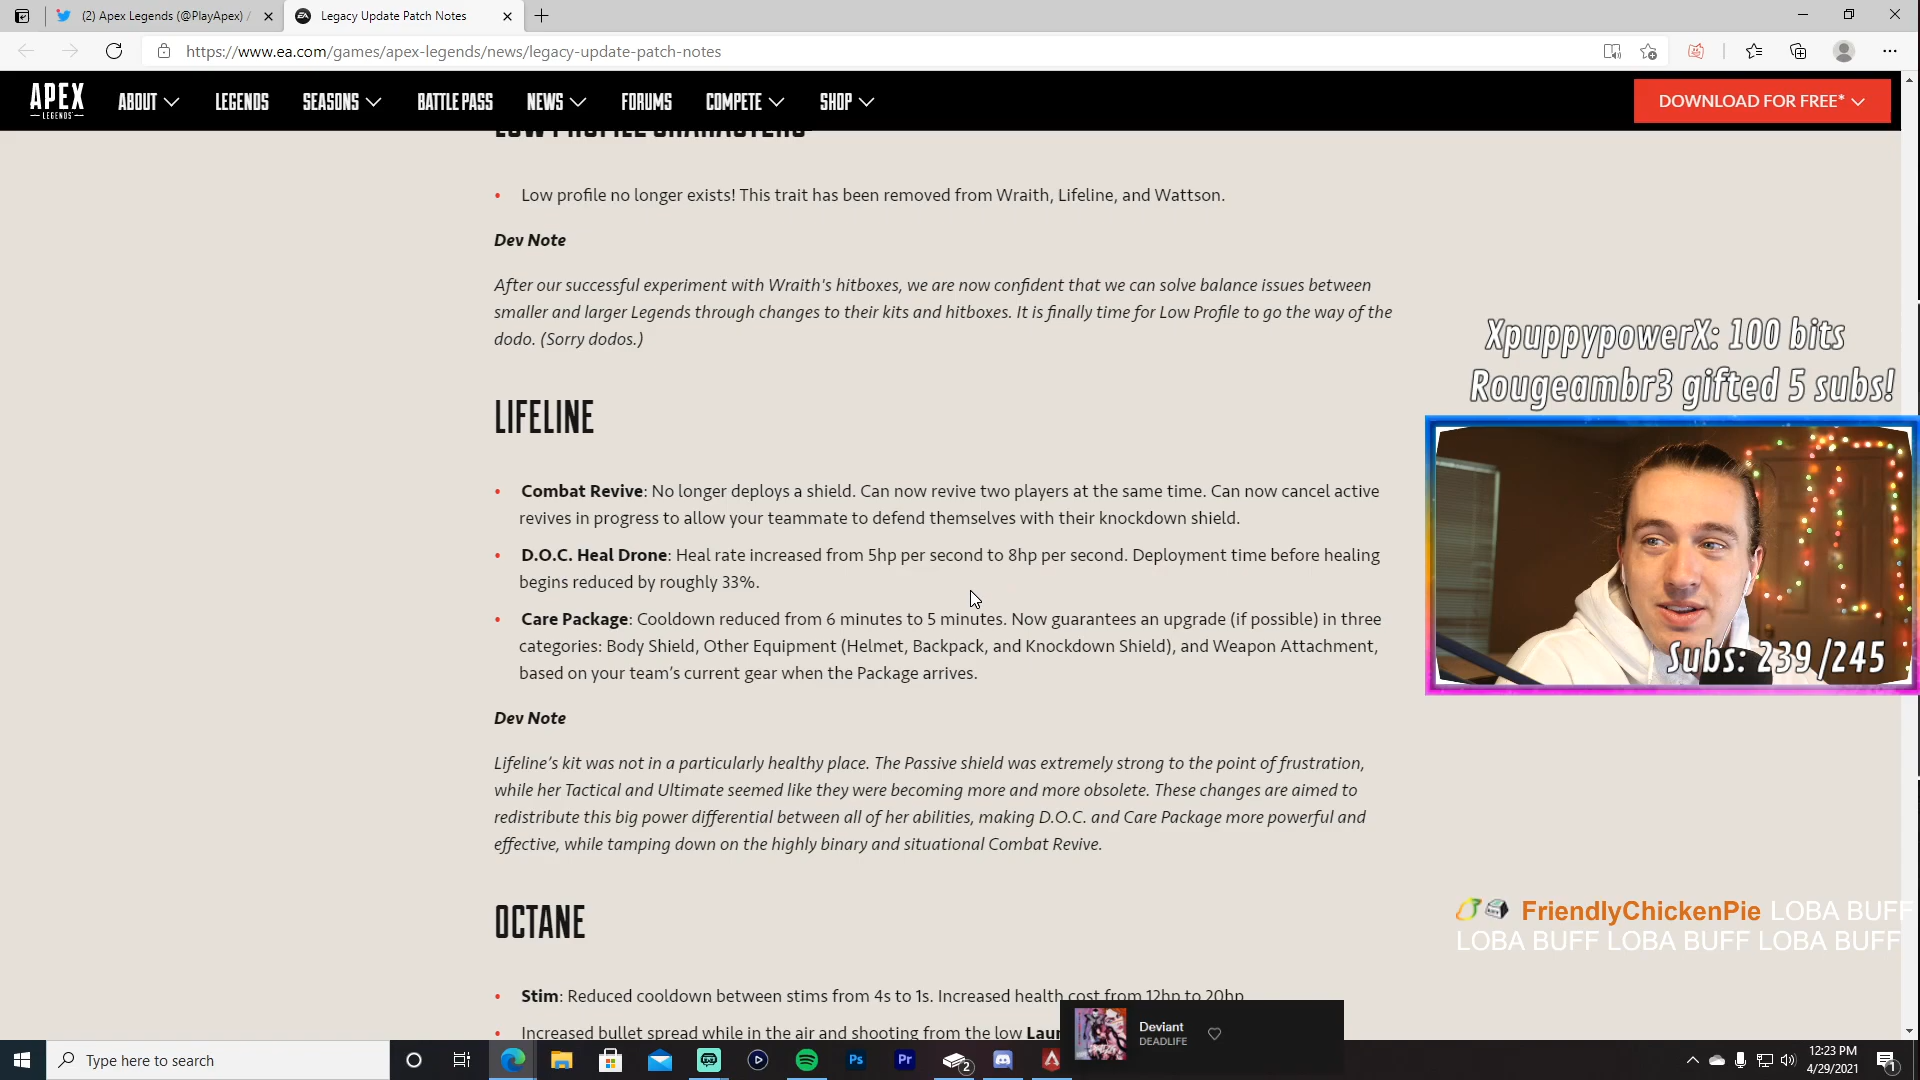 (2) Apex Legends (@PlayApex) /
Legacy Update Patch Notes
https://www.ea.com/games/apex-legends/news/legacy-update-patch-notes
APEX
LEGENDS
ABOUT
LEGENDS
SEASONS
BATTLE PASS
NEWS
FORUMS
COMPETE
SHOP
DOWNLOAD FOR FREE*
LOW PROFILE CHARACTERS
• Low profile no longer exists! This trait has been removed from Wraith, Lifeline, and Wattson.
Dev Note
After our successful experiment with Wraith's hitboxes, we are now confident that we can solve balance issues between
smaller and larger Legends through changes to their kits and hitboxes. It is finally time for Low Profile to go the way of the
dodo. (Sorry dodos.)
LIFELINE
• Combat Revive: No longer deploys a shield. Can now revive two players at the same time. Can now cancel active
revives in progress to allow your teammate to defend themselves with their knockdown shield.
• D.O.C. Heal Drone: Heal rate increased from 5hp per second to 8hp per second. Deployment time before healing
begins reduced by roughly 33%.
• Care Package: Cooldown reduced from 6 minutes to 5 minutes. Now guarantees an upgrade (if possible) in three
categories: Body Shield, Other Equipment (Helmet, Backpack, and Knockdown Shield), and Weapon Attachment,
based on your team's current gear when the Package arrives.
Dev Note
Lifeline's kit was not in a particularly healthy place. The Passive shield was extremely strong to the point of frustration,
while her Tactical and Ultimate seemed like they were becoming more and more obsolete. These changes are aimed to
redistribute this big power differential between all of her abilities, making D.O.C. and Care Package more powerful and
effective, while tamping down on the highly binary and situational Combat Revive.
OCTANE
• Stim: Reduced cooldown between stims from 4s to 1s. Increased health cost from 12hp to 20hp
• Increased bullet spread while in the air and shooting from the low Lau
XpuppypowerX: 100 bits
Rougeambr3 gifted 5 subs!
Subs: 239/245
FriendlyChickenPie LOBA BUFF
LOBA BUFF LOBA BUFF LOBA BUFF
Deviant
DEADLIFE
Type here to search
Ps
Pr
2
12:23 PM
4/29/2021
1